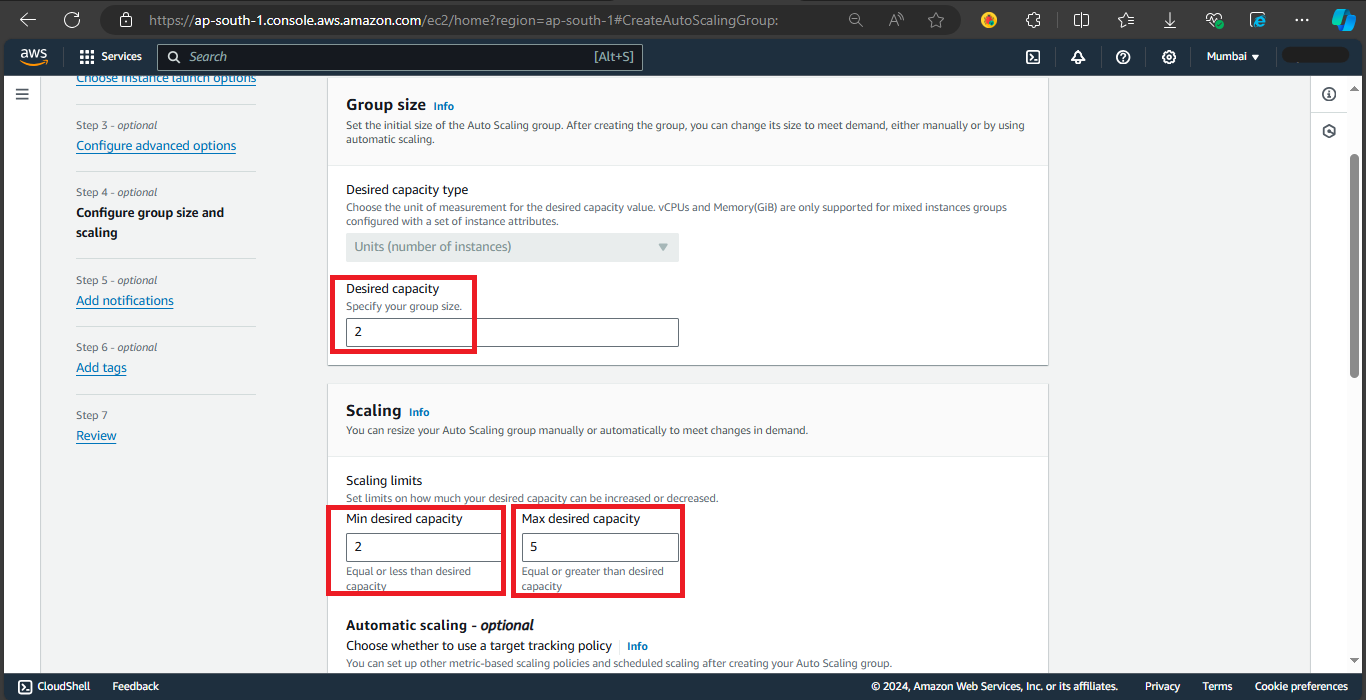 https://ap-south-1.console.aws.amazon.com/ec2/home?region=ap-south-1#CreateAutoScalingGroup:
aws
Services
Search
[Alt+S]
Mumbai
Choose instance launch options
Step 3 - optional
Configure advanced options
Step 4 - optional
Configure group size and
scaling
Step 5 - optional
Add notifications
Step 6 - optional
Add tags
Step 7
Review
Group size Info
Set the initial size of the Auto Scaling group. After creating the group, you can change its size to meet demand, either manually or by using
automatic scaling.
Desired capacity type
Choose the unit of measurement for the desired capacity value. vCPUs and Memory(GiB) are only supported for mixed instances groups
configured with a set of instance attributes.
Units (number of instances)
Desired capacity
Specify your group size.
2
Scaling Info
You can resize your Auto Scaling group manually or automatically to meet changes in demand.
Scaling limits
Set limits on how much your desired capacity can be increased or decreased.
Min desired capacity
2
Equal or less than desired
capacity
Max desired capacity
5
Equal or greater than desired
capacity
Automatic scaling - optional
Choose whether to use a target tracking policy Info
You can set up other metric-based scaling policies and scheduled scaling after creating your Auto Scaling group.
CloudShell
Feedback
© 2024, Amazon Web Services, Inc. or its affiliates.
Privacy
Terms
Cookie preferences